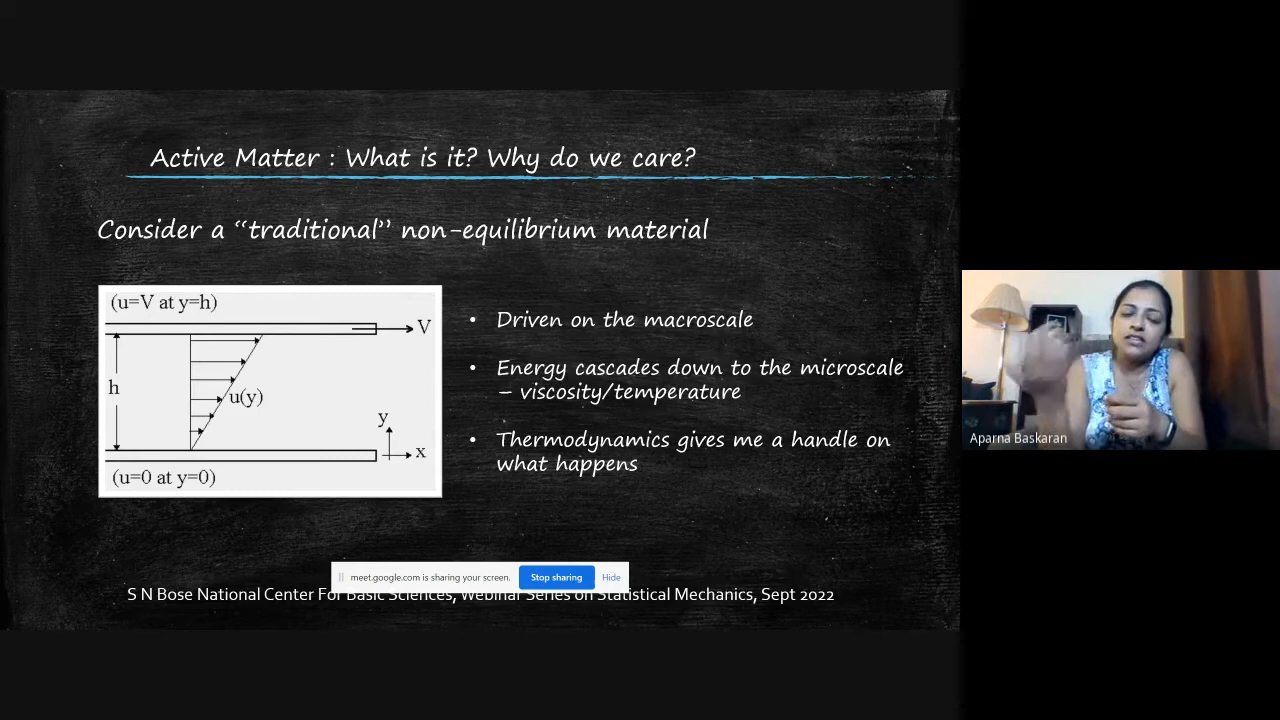 Active Matter : What is it? Why do we care?
Consider a “traditional” non-equilibrium material
(u=V at y=h)
V
h
u(y)
y
x
(u=0 at y=0)
• Driven on the macroscale
• Energy cascades down to the microscale
– viscosity/temperature
• Thermodynamics gives me a handle on
what happens
Aparna Baskaran
meet.google.com is sharing your screen.
Stop sharing
Hide
S N Bose National Center For Basic Sciences, Webinar Series on Statistical Mechanics, Sept 2022